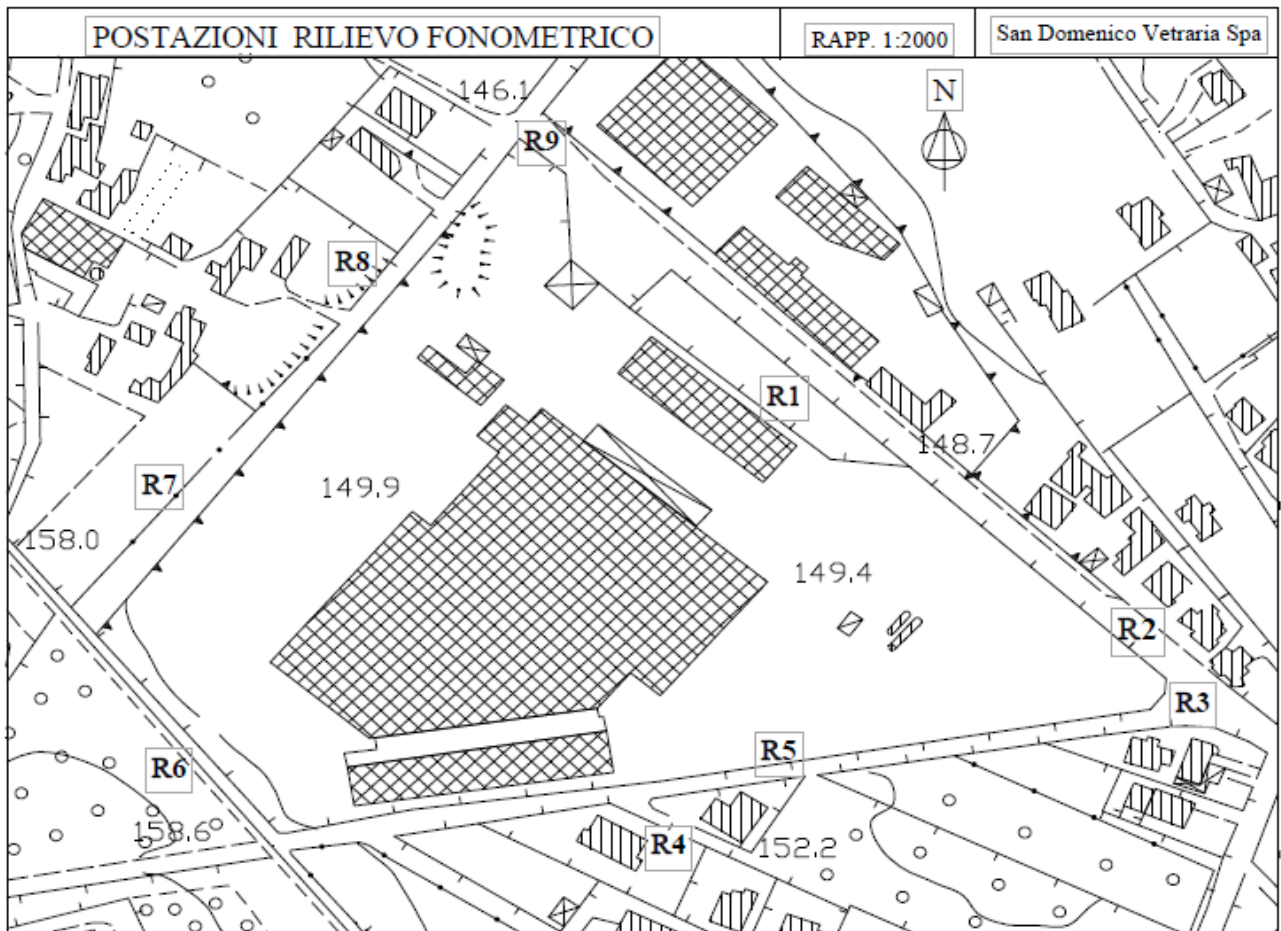 POSTAZIONI RILIEVO FONOMETRICO
RAPP. 1:2000
San Domenico Vetraria Spa
146.1
N
R9
R8
R1
148.7
R7
149.9
158.0
149.4
R2
R3
R5
R6
158.6
R4
152.2